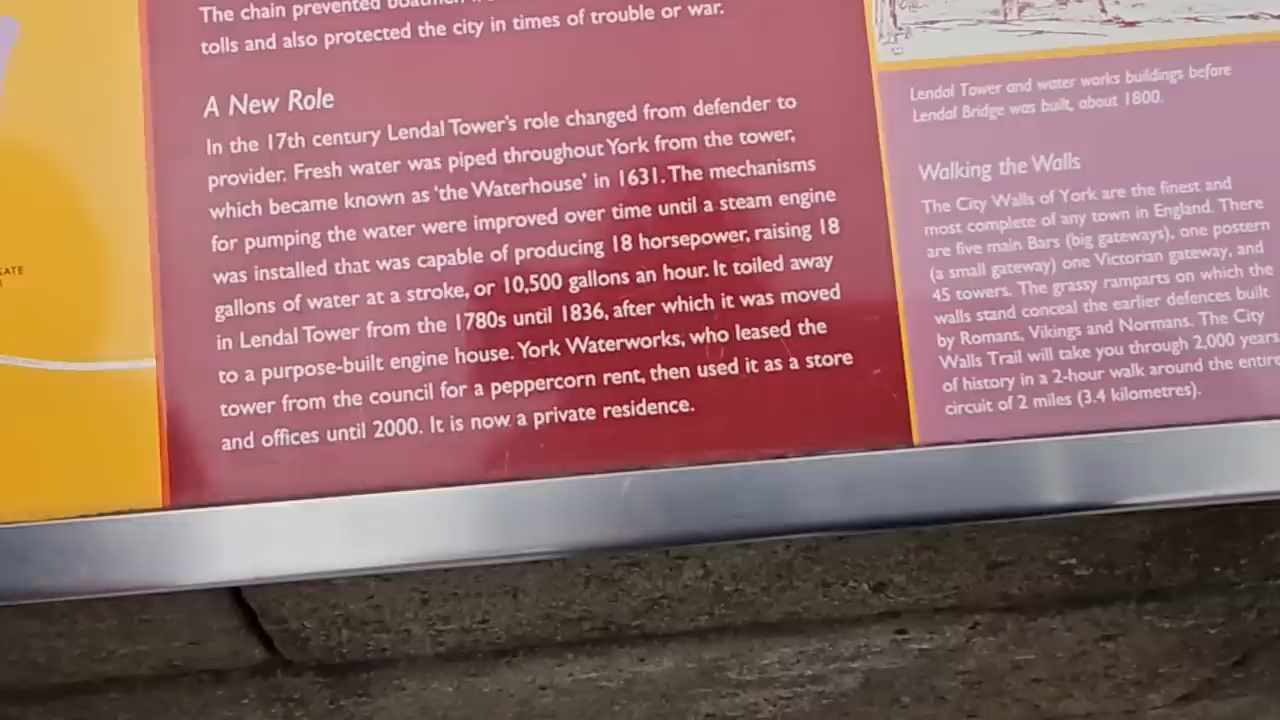 The chain prevented
tolls and also protected the city in times of trouble or war.
A New Role
In the 17th century Lendal Tower's role changed from defender to
provider. Fresh water was piped throughout York from the tower,
which became known as 'the Waterhouse' in 1631. The mechanisms
for pumping the water were improved over time until a steam engine
was installed that was capable of producing 18 horsepower, raising 18
gallons of water at a stroke, or 10,500 gallons an hour. It toiled away
in Lendal Tower from the 1780s until 1836, after which it was moved
to a purpose-built engine house. York Waterworks, who leased the
tower from the council for a peppercorn rent, then used it as a store
and offices until 2000. It is now a private residence.
Lendal Tower and water works buildings before
Lendal Bridge was built, about 1800.
Walking the Walls
The City Walls of York are the finest and
most complete of any town in England. There
are five main Bars (big gateways), one postern
(a small gateway) one Victorian gateway, and
45 towers. The grassy ramparts on which the
walls stand conceal the earlier defences built
by Romans, Vikings and Normans. The City
Walls Trail will take you through 2,000 years
of history in a 2-hour walk around the entire
circuit of 2 miles (3.4 kilometres).